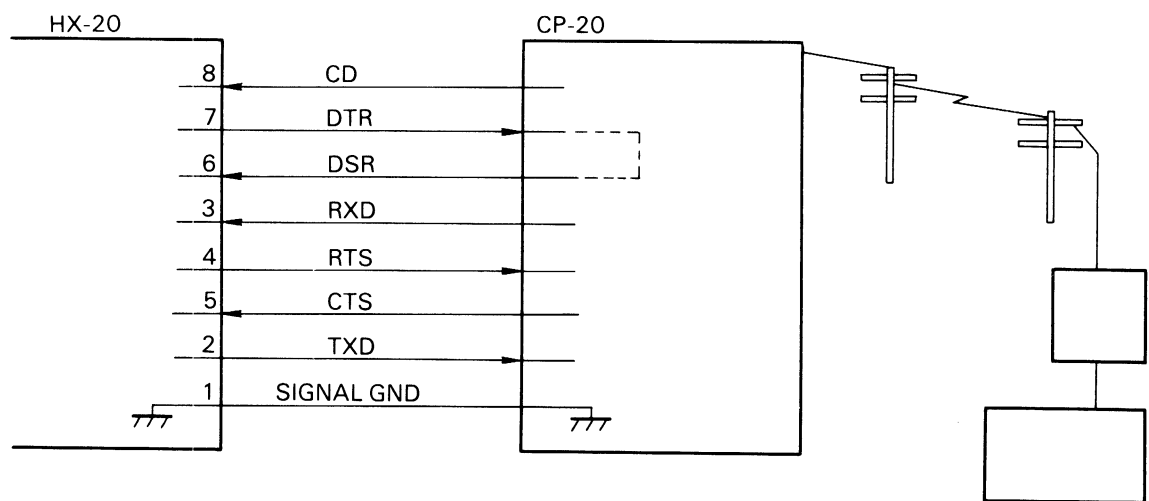 HX-20 CP-20
8 CD
7 DTR
6 DSR
3 RXD
4 RTS
5 CTS
2 TXD
1 SIGNAL GND